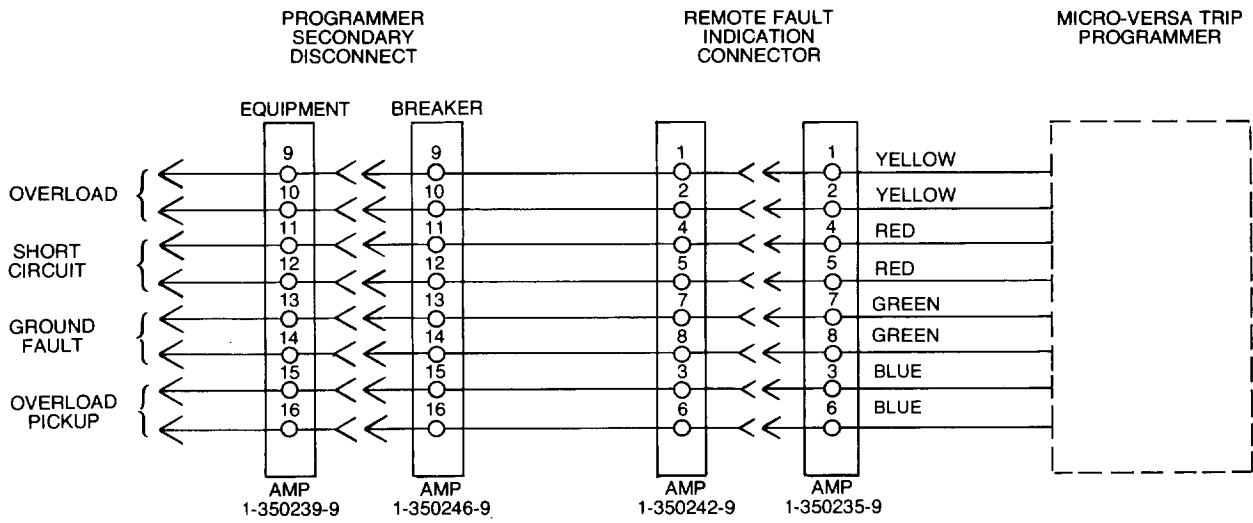 PROGRAMMER
SECONDARY
DISCONNECT
REMOTE FAULT
INDICATION
CONNECTOR
MICRO-VERSA TRIP
PROGRAMMER
EQUIPMENT
BREAKER
OVERLOAD
9 9 1 1 YELLOW
10 10 2 2 YELLOW
SHORT
CIRCUIT
11 11 4 4 RED
12 12 5 5 RED
GROUND
FAULT
13 13 7 7 GREEN
14 14 8 8 GREEN
OVERLOAD
PICKUP
15 15 3 3 BLUE
16 16 6 6 BLUE
AMP
1-350239-9
AMP
1-350246-9
AMP
1-350242-9
AMP
1-350235-9